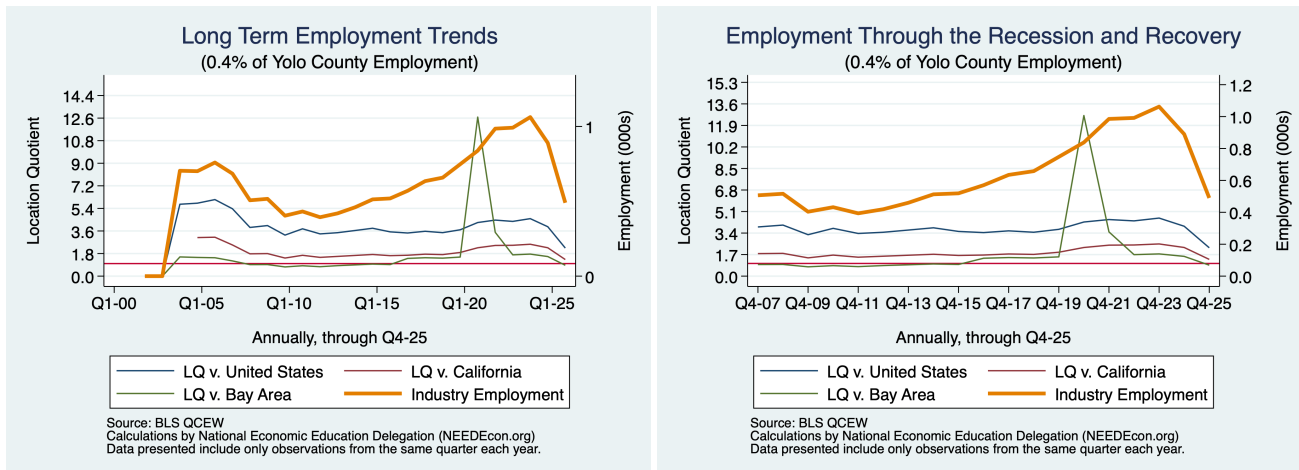 Long Term Employment Trends
(0.4% of Yolo County Employment)
Location Quotient
14.4
12.6
10.8
9.0
7.2
5.4
3.6
1.8
0.0
1
0
Employment (000s)
Q1-00 Q1-05 Q1-10 Q1-15 Q1-20 Q1-25
Annually, through Q4-25
LQ v. United States LQ v. California
LQ v. Bay Area Industry Employment
Source: BLS QCEW
Calculations by National Economic Education Delegation (NEEDEcon.org)
Data presented include only observations from the same quarter each year.
Employment Through the Recession and Recovery
(0.4% of Yolo County Employment)
Location Quotient
15.3
13.6
11.9
10.2
8.5
6.8
5.1
3.4
1.7
0.0
1.2
1.0
0.8
0.6
0.4
0.2
0.0
Employment (000s)
Q4-07 Q4-09 Q4-11 Q4-13 Q4-15 Q4-17 Q4-19 Q4-21 Q4-23 Q4-25
Annually, through Q4-25
LQ v. United States LQ v. California
LQ v. Bay Area Industry Employment
Source: BLS QCEW
Calculations by National Economic Education Delegation (NEEDEcon.org)
Data presented include only observations from the same quarter each year.